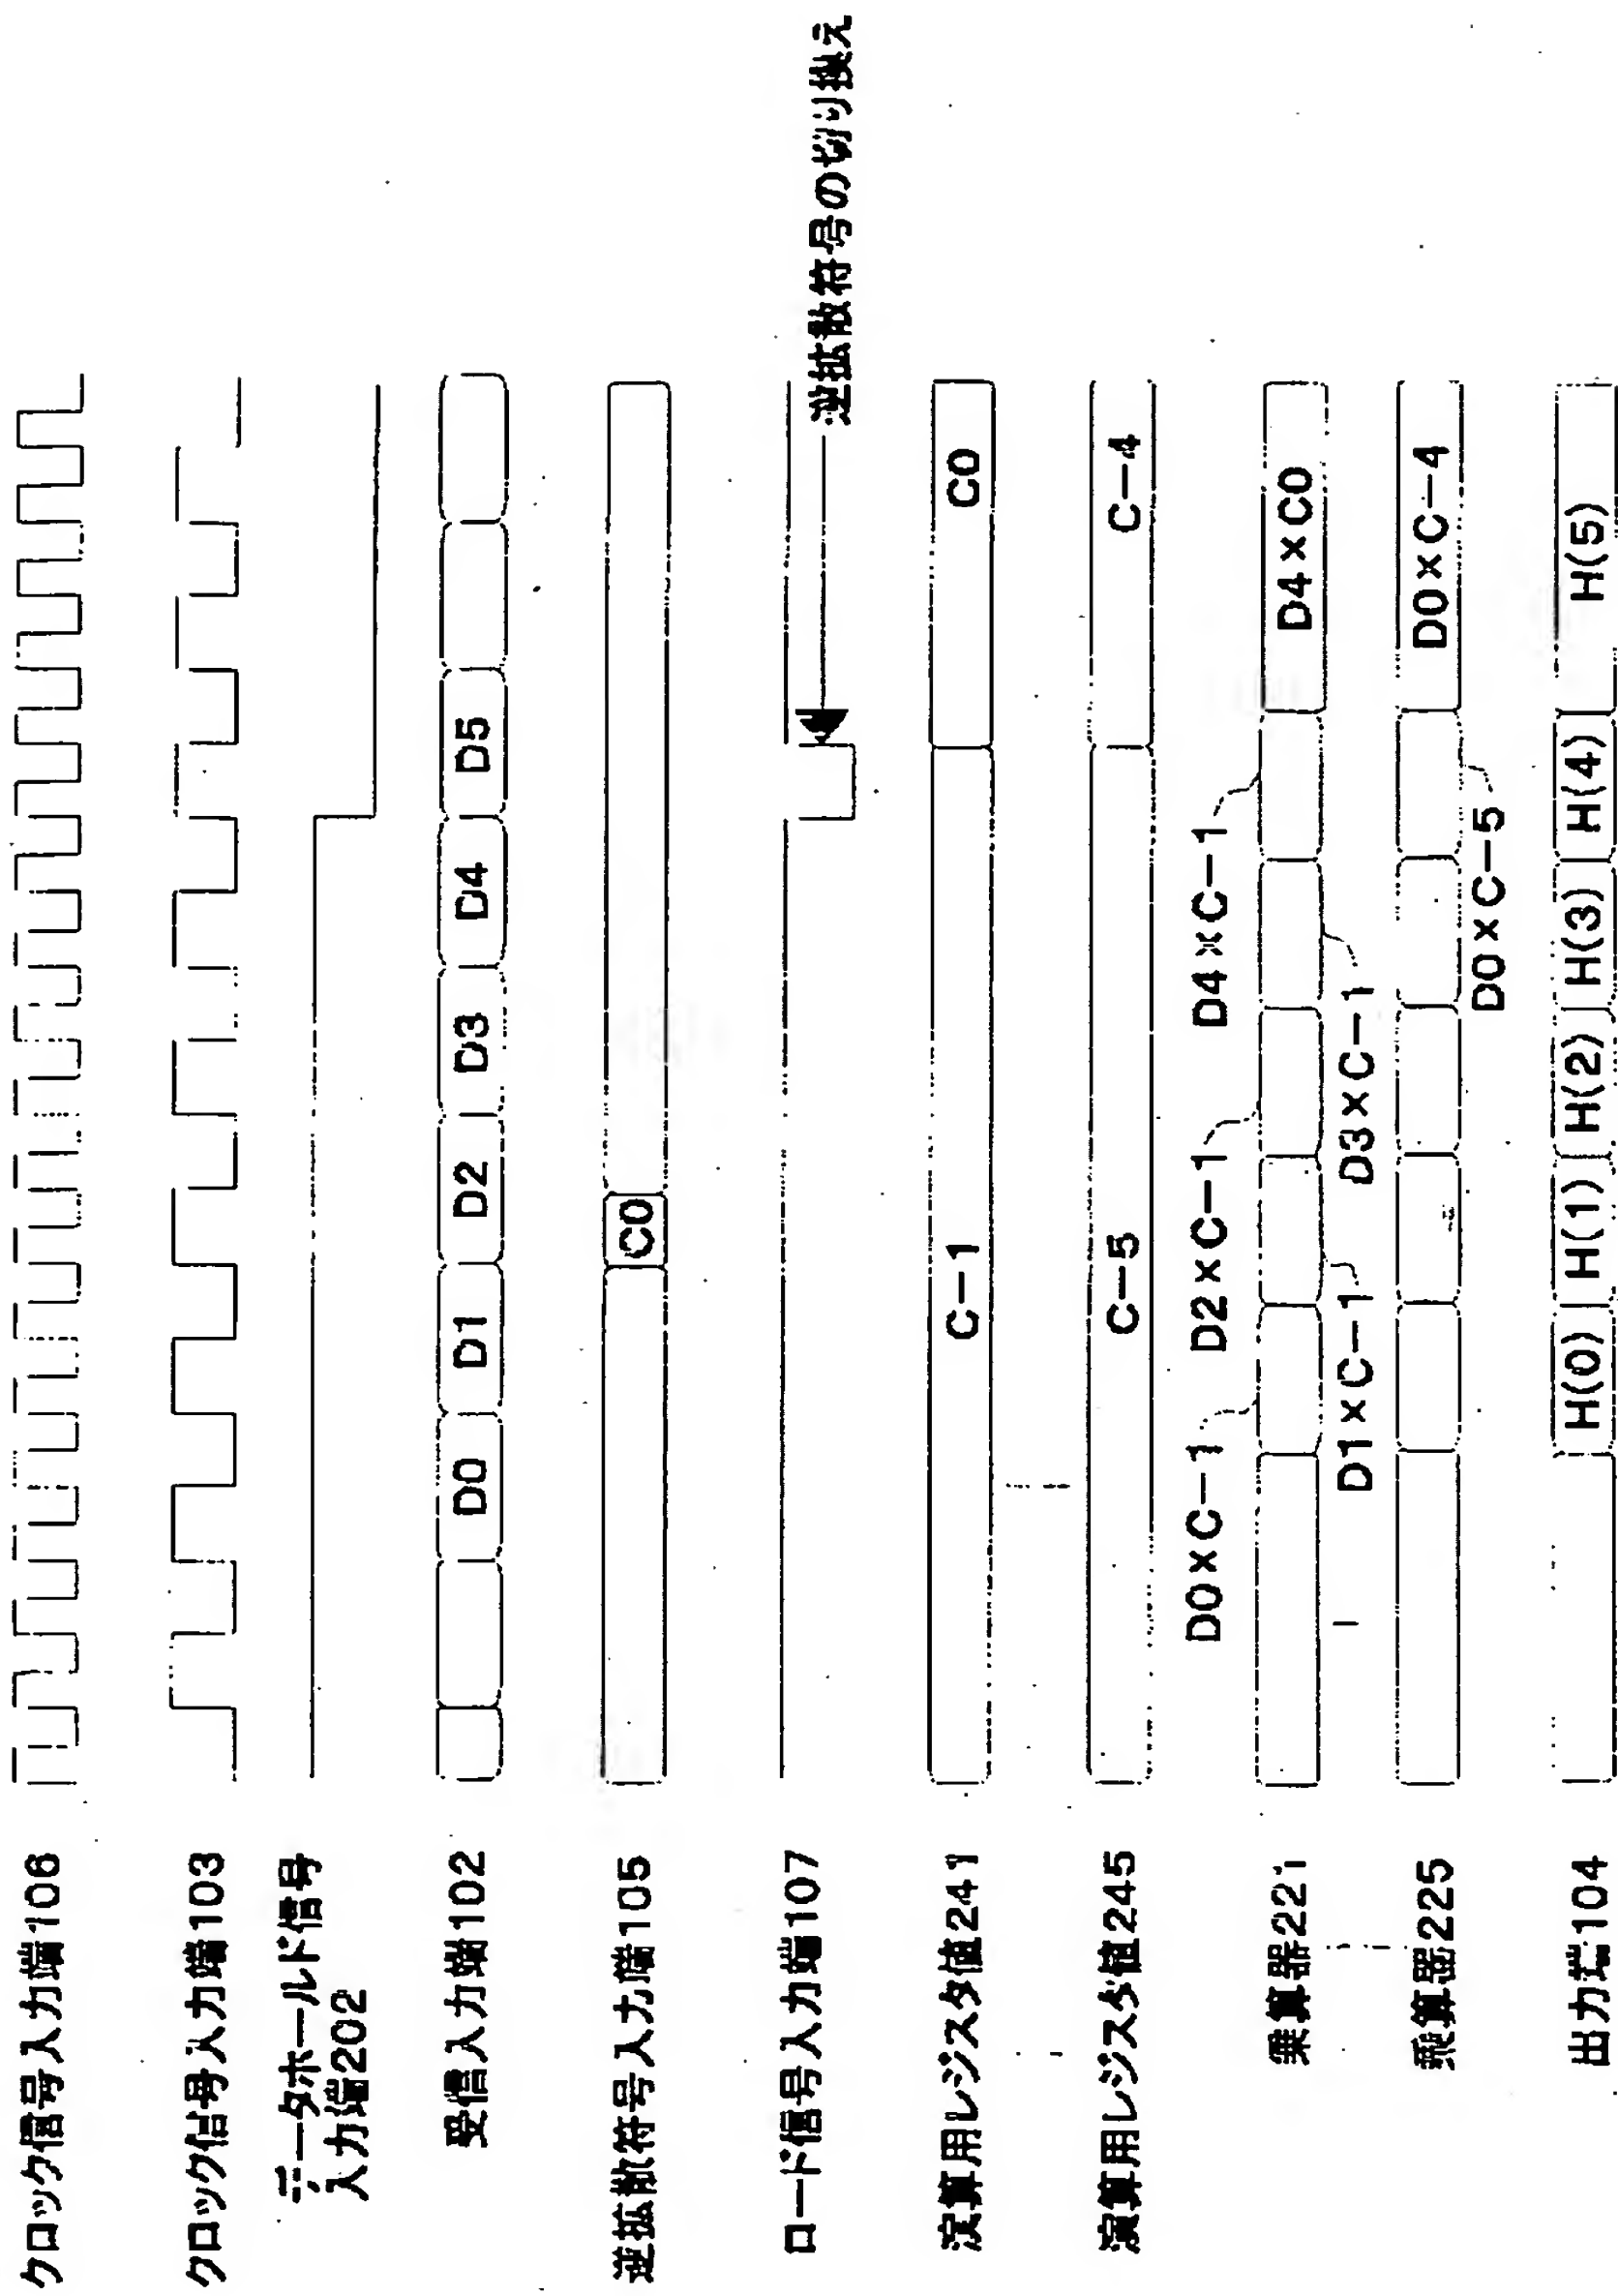 クロック信号入力端106
クロック信号入力端103
データホールド信号
入力端202
受信入力端102
D0 D1 D2 D3 D4 D5
逆拡散符号入力端105
C0
ロード信号入力端107
逆拡散符号の切り換え
演算用レジスタ値241
C-1 C0
演算用レジスタ値245
C-5 C-4
D0×C-1 D2×C-1 D4×C-1
乗算器221
D4×C0
D1×C-1 D3×C-1
乗算器225
D0×C-4
D0×C-5
出力端104
H(0) H(1) H(2) H(3) H(4) H(5)